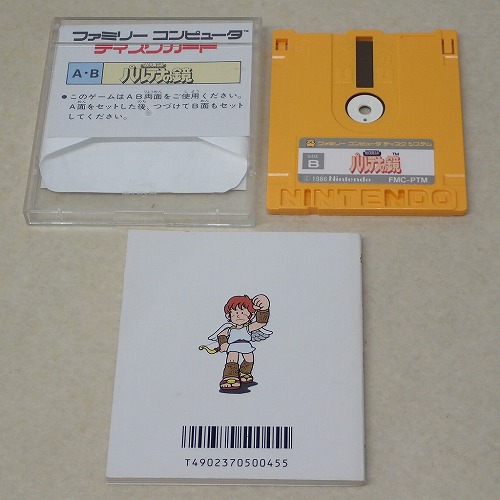 ファミリー コンピュータ™
ディスクカード
A・B
パルテナの鏡
●このゲームはAB両面をご使用ください。
A面をセットした後、つづけてB面もセット
してください。
ファミリー コンピュータ ディスク システム
SIDE
B
パルテナの鏡
TM
©1986 Nintendo
FMC-PTM
NINTENDO
T4902370500455